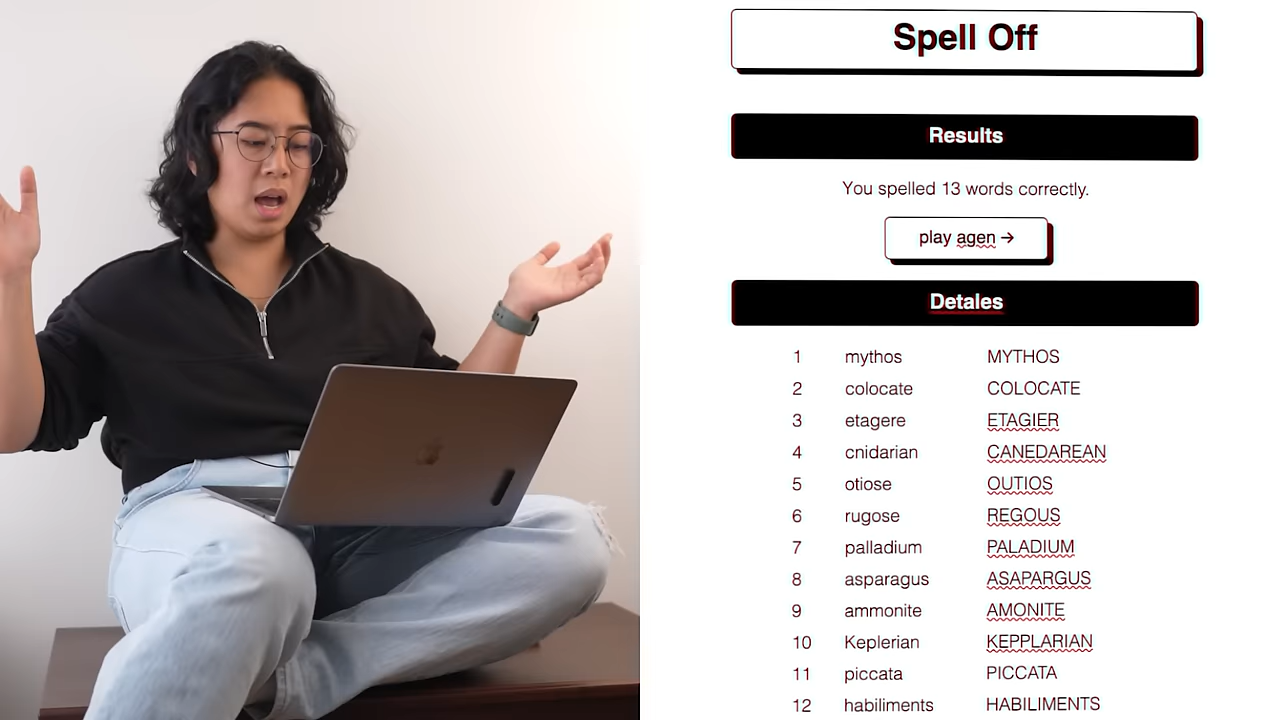 Spell Off
Results
You spelled 13 words correctly.
play agen →
Detales
1 mythos MYTHOS
2 colocate COLOCATE
3 etagere ETAGIER
4 cnidarian CANEDAREAN
5 otiose OUTIOS
6 rugose REGOUS
7 palladium PALADIUM
8 asparagus ASAPARGUS
9 ammonite AMONITE
10 Keplerian KEPPLARIAN
11 piccata PICCATA
12 habiliments HABILIMENTS